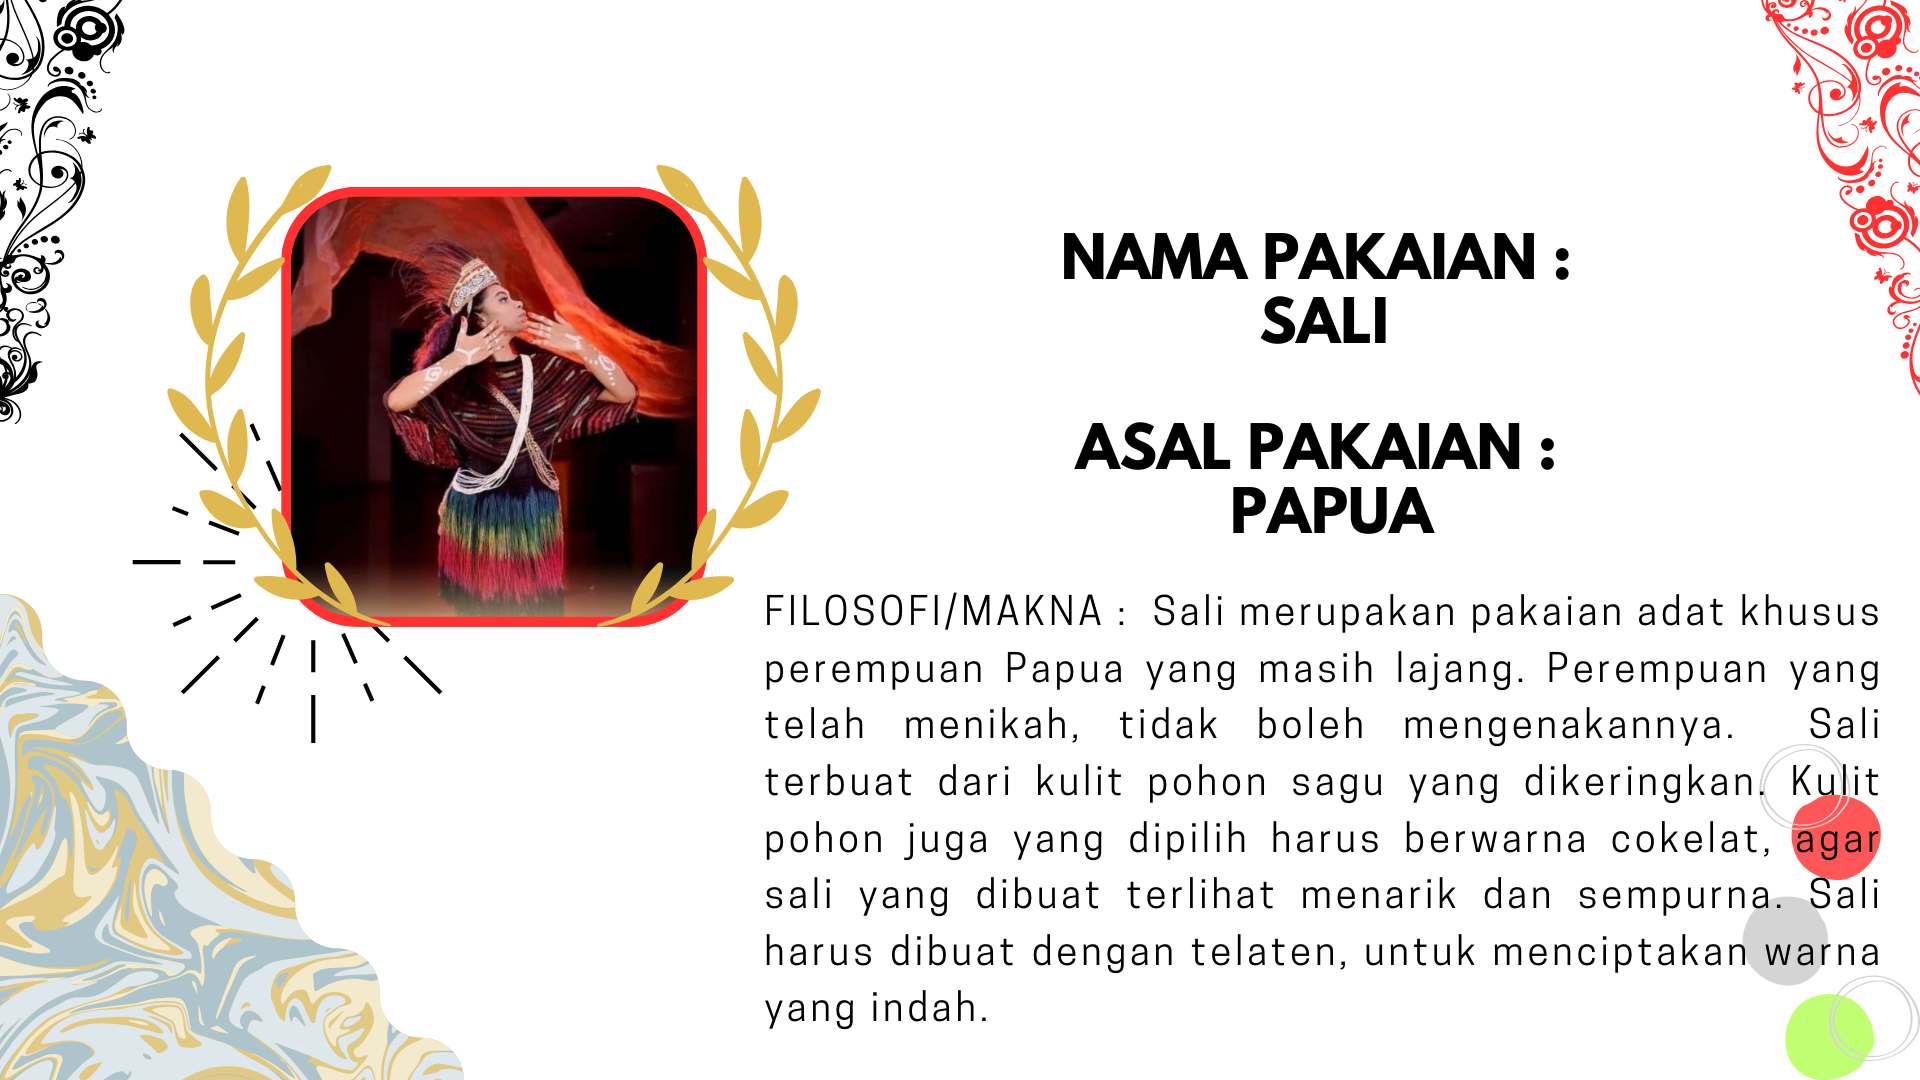 NAMA PAKAIAN :
SALI
ASAL PAKAIAN :
PAPUA
FILOSOFI/MAKNA : Sali merupakan pakaian adat khusus
perempuan Papua yang masih lajang. Perempuan yang
telah menikah, tidak boleh mengenakannya. Sali
terbuat dari kulit pohon sagu yang dikeringkan. Kulit
pohon juga yang dipilih harus berwarna cokelat, agar
sali yang dibuat terlihat menarik dan sempurna. Sali
harus dibuat dengan telaten, untuk menciptakan warna
yang indah.